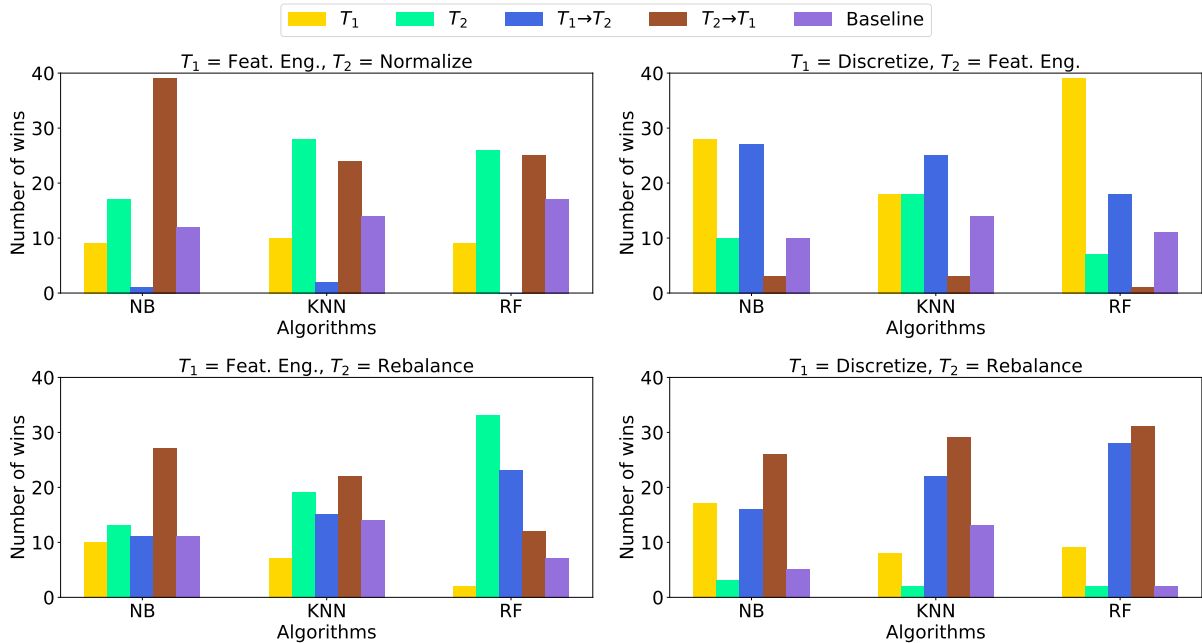 T₁ T₂ T₁→T₂ T₂→T₁ Baseline
T₁ = Feat. Eng., T₂ = Normalize
Number of wins
40
30
20
10
0
NB KNN RF
Algorithms
T₁ = Discretize, T₂ = Feat. Eng.
Number of wins
40
30
20
10
0
NB KNN RF
Algorithms
T₁ = Feat. Eng., T₂ = Rebalance
Number of wins
40
30
20
10
0
NB KNN RF
Algorithms
T₁ = Discretize, T₂ = Rebalance
Number of wins
40
30
20
10
0
NB KNN RF
Algorithms